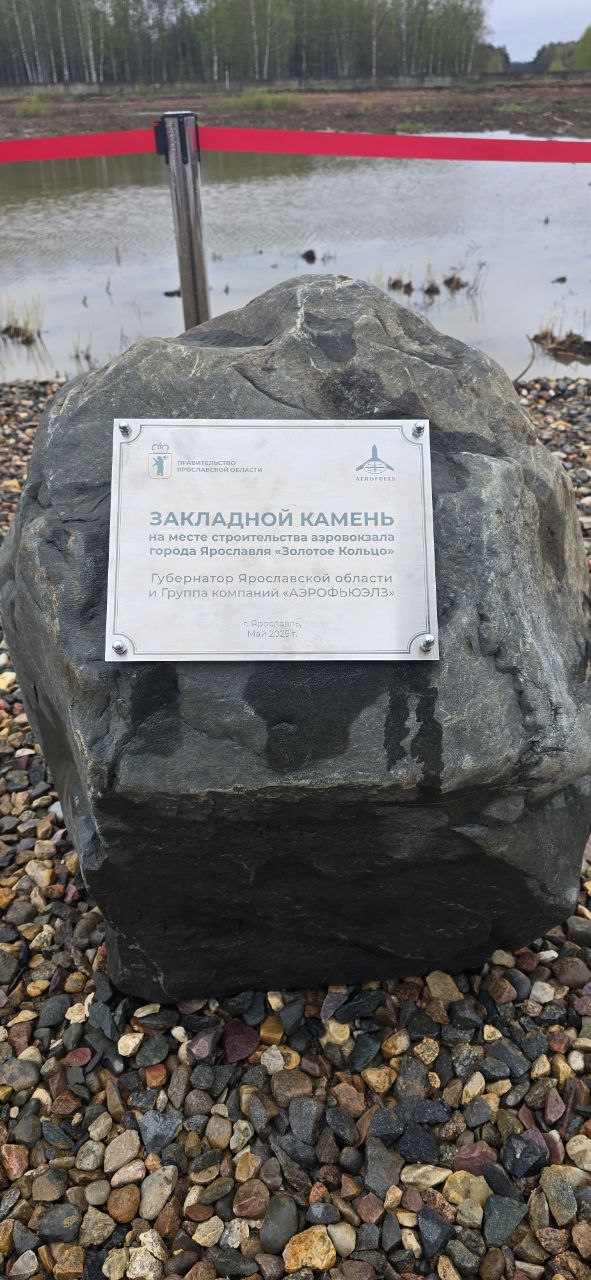 ПРАВИТЕЛЬСТВО
ЯРОСЛАВСКОЙ ОБЛАСТИ
AEROFUELS
ЗАКЛАДНОЙ КАМЕНЬ
на месте строительства аэровокзала
города Ярославля «Золотое Кольцо»
Губернатор Ярославской области
и Группа компаний «АЭРОФЬЮЭЛЗ»
г. Ярославль,
Май 2025 г.